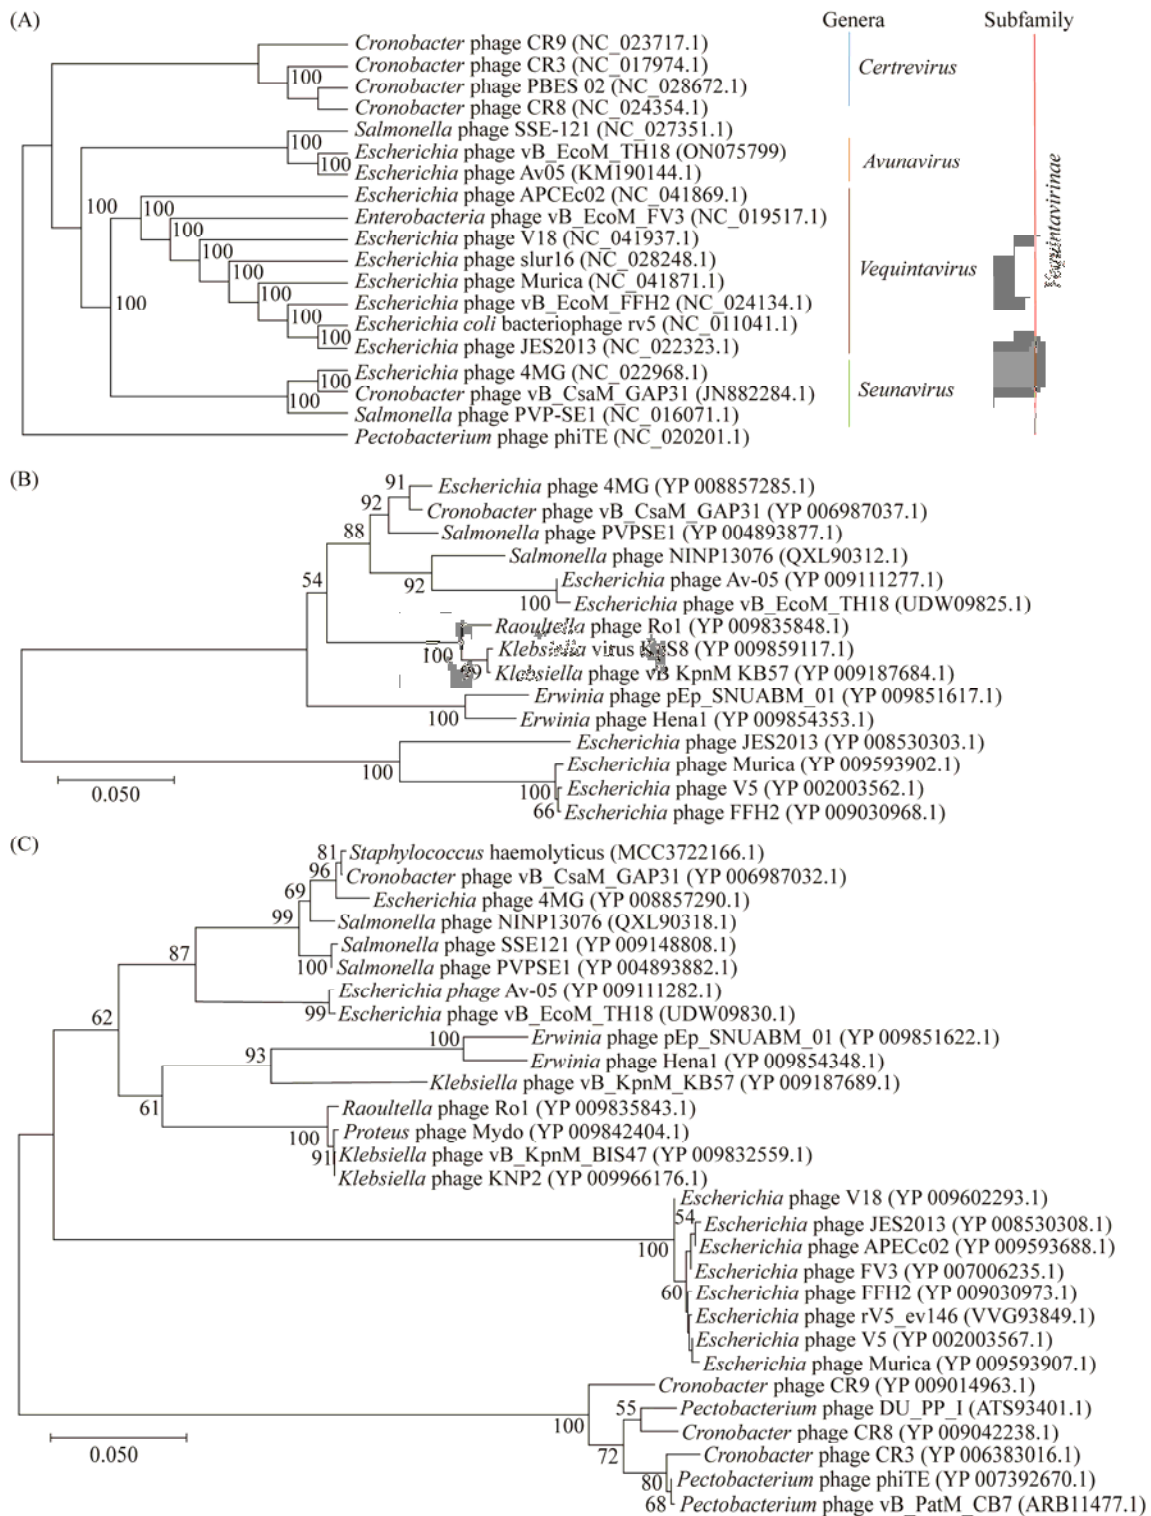 (A)
Genera
Subfamily
Cronobacter phage CR9 (NC_023717.1)
Cronobacter phage CR3 (NC_017974.1)
100
Certrevirus
Cronobacter phage PBES 02 (NC_028672.1)
Cronobacter phage CR8 (NC_024354.1)
Salmonella phage SSE-121 (NC_027351.1)
100
Escherichia phage vB_EcoM_TH18 (ON075799)
100
Avunavirus
Escherichia phage Av05 (KM190144.1)
Escherichia phage APCEc02 (NC_041869.1)
100
100
Enterobacteria phage vB_EcoM_FV3 (NC_019517.1)
100
Escherichia phage V18 (NC_041937.1)
100
Escherichia phage slur16 (NC_028248.1)
Vequintavirus
100
Escherichia phage Murica (NC_041871.1)
100
Escherichia phage vB_EcoM_FFH2 (NC_024134.1)
100
100
Escherichia coli bacteriophage rv5 (NC_011041.1)
100
Escherichia phage JES2013 (NC_022323.1)
Escherichia phage 4MG (NC_022968.1)
100
Cronobacter phage vB_CsaM_GAP31 (JN882284.1)
100
Seunavirus
Salmonella phage PVP-SE1 (NC_016071.1)
Pectobacterium phage phiTE (NC_020201.1)
(B)
91
Escherichia phage 4MG (YP 008857285.1)
92
Cronobacter phage vB_CsaM_GAP31 (YP 006987037.1)
88
Salmonella phage PVPSE1 (YP 004893877.1)
Salmonella phage NINP13076 (QXL90312.1)
54
92
Escherichia phage Av-05 (YP 009111277.1)
100
Escherichia phage vB_EcoM_TH18 (UDW09825.1)
Raoultella phage Ro1 (YP 009835848.1)
Klebsiella virus (YP 009859117.1)
100
Klebsiella phage vB KpnM KB57 (YP 009187684.1)
Erwinia phage pEp_SNUABM_01 (YP 009851617.1)
100
Erwinia phage Hena1 (YP 009854353.1)
Escherichia phage JES2013 (YP 008530303.1)
100
Escherichia phage Murica (YP 009593902.1)
100
Escherichia phage V5 (YP 002003562.1)
0.050
66
Escherichia phage FFH2 (YP 009030968.1)
(C)
81
Staphylococcus haemolyticus (MCC3722166.1)
96
Cronobacter phage vB_CsaM_GAP31 (YP 006987032.1)
69
Escherichia phage 4MG (YP 008857290.1)
99
Salmonella phage NINP13076 (QXL90318.1)
87
Salmonella phage SSE121 (YP 009148808.1)
100
Salmonella phage PVPSE1 (YP 004893882.1)
Escherichia phage Av-05 (YP 009111282.1)
62
99
Escherichia phage vB_EcoM_TH18 (UDW09830.1)
100
Erwinia phage pEp_SNUABM_01 (YP 009851622.1)
93
Erwinia phage Hena1 (YP 009854348.1)
Klebsiella phage vB_KpnM_KB57 (YP 009187689.1)
61
Raoultella phage Ro1 (YP 009835843.1)
100
Proteus phage Mydo (YP 009842404.1)
91
Klebsiella phage vB_KpnM_BIS47 (YP 009832559.1)
Klebsiella phage KNP2 (YP 009966176.1)
Escherichia phage V18 (YP 009602293.1)
54
Escherichia phage JES2013 (YP 008530308.1)
100
Escherichia phage APECc02 (YP 009593688.1)
Escherichia phage FV3 (YP 007006235.1)
60
Escherichia phage FFH2 (YP 009030973.1)
Escherichia phage rV5_ev146 (VVG93849.1)
Escherichia phage V5 (YP 002003567.1)
Escherichia phage Murica (YP 009593907.1)
Cronobacter phage CR9 (YP 009014963.1)
100
55
Pectobacterium phage DU_PP_I (ATS93401.1)
Cronobacter phage CR8 (YP 009042238.1)
0.050
72
Cronobacter phage CR3 (YP 006383016.1)
80
Pectobacterium phage phiTE (YP 007392670.1)
68
Pectobacterium phage vB_PatM_CB7 (ARB11477.1)